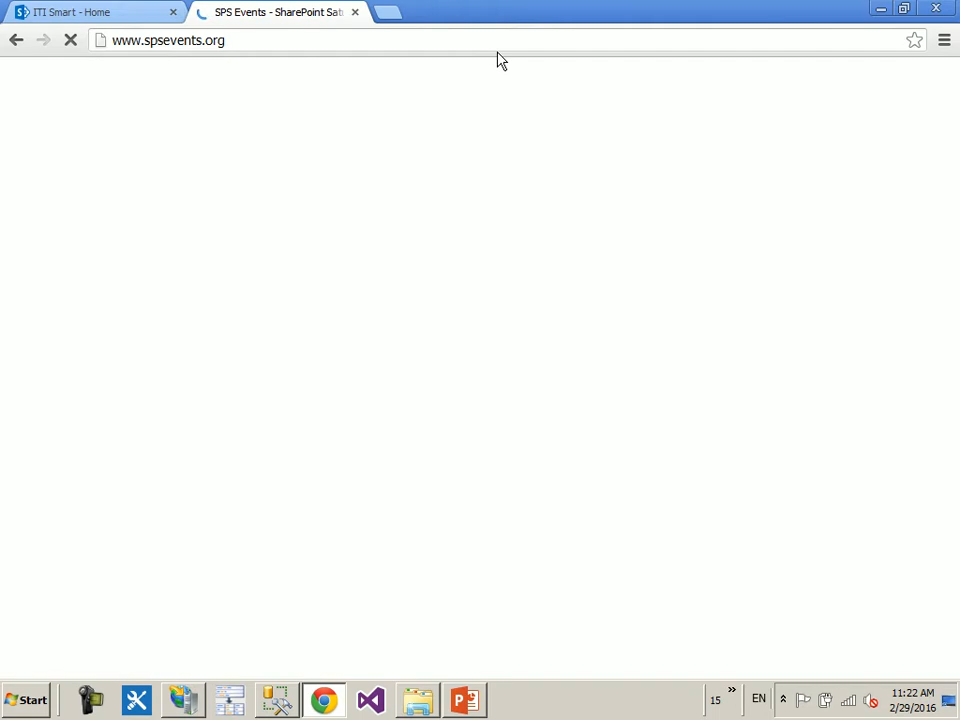 ITI Smart - Home
SPS Events - SharePoint Sat
www.spsevents.org
Start
15
EN
11:22 AM
2/29/2016